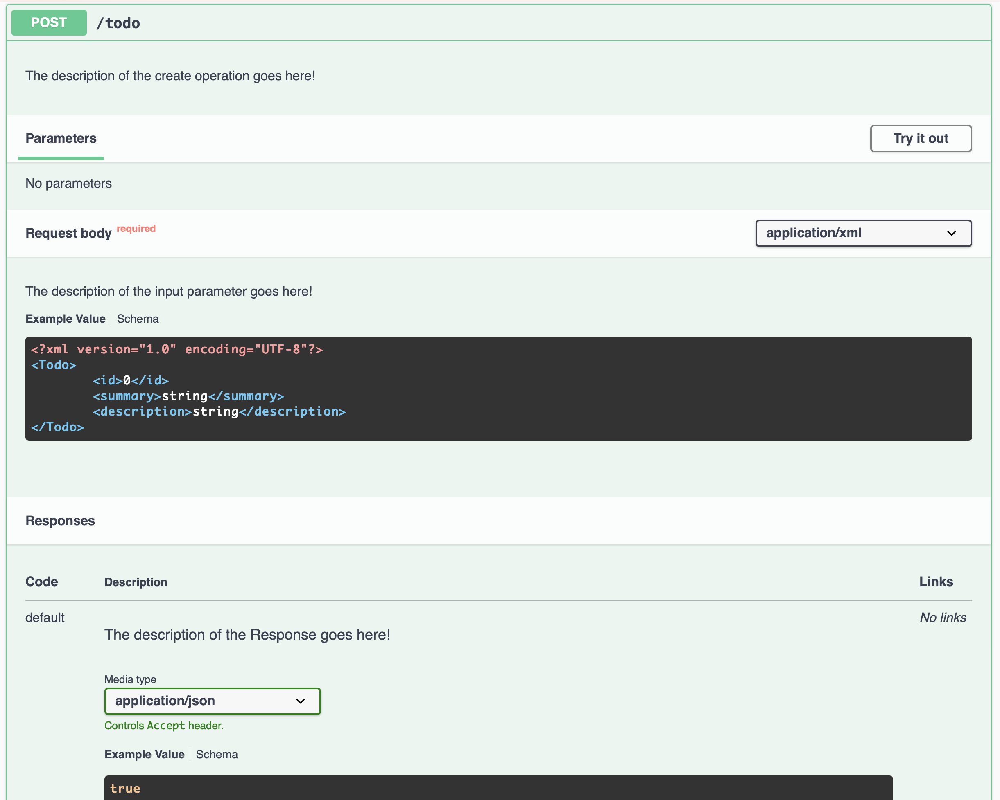 POST /todo
The description of the create operation goes here!
Parameters
Try it out
No parameters
Request body required
application/xml
The description of the input parameter goes here!
Example Value Schema
<?xml version="1.0" encoding="UTF-8"?>
<Todo>
	<id>0</id>
	<summary>string</summary>
	<description>string</description>
</Todo>
Responses
Code Description Links
default
The description of the Response goes here!
No links
Media type
application/json
Controls Accept header.
Example Value Schema
true